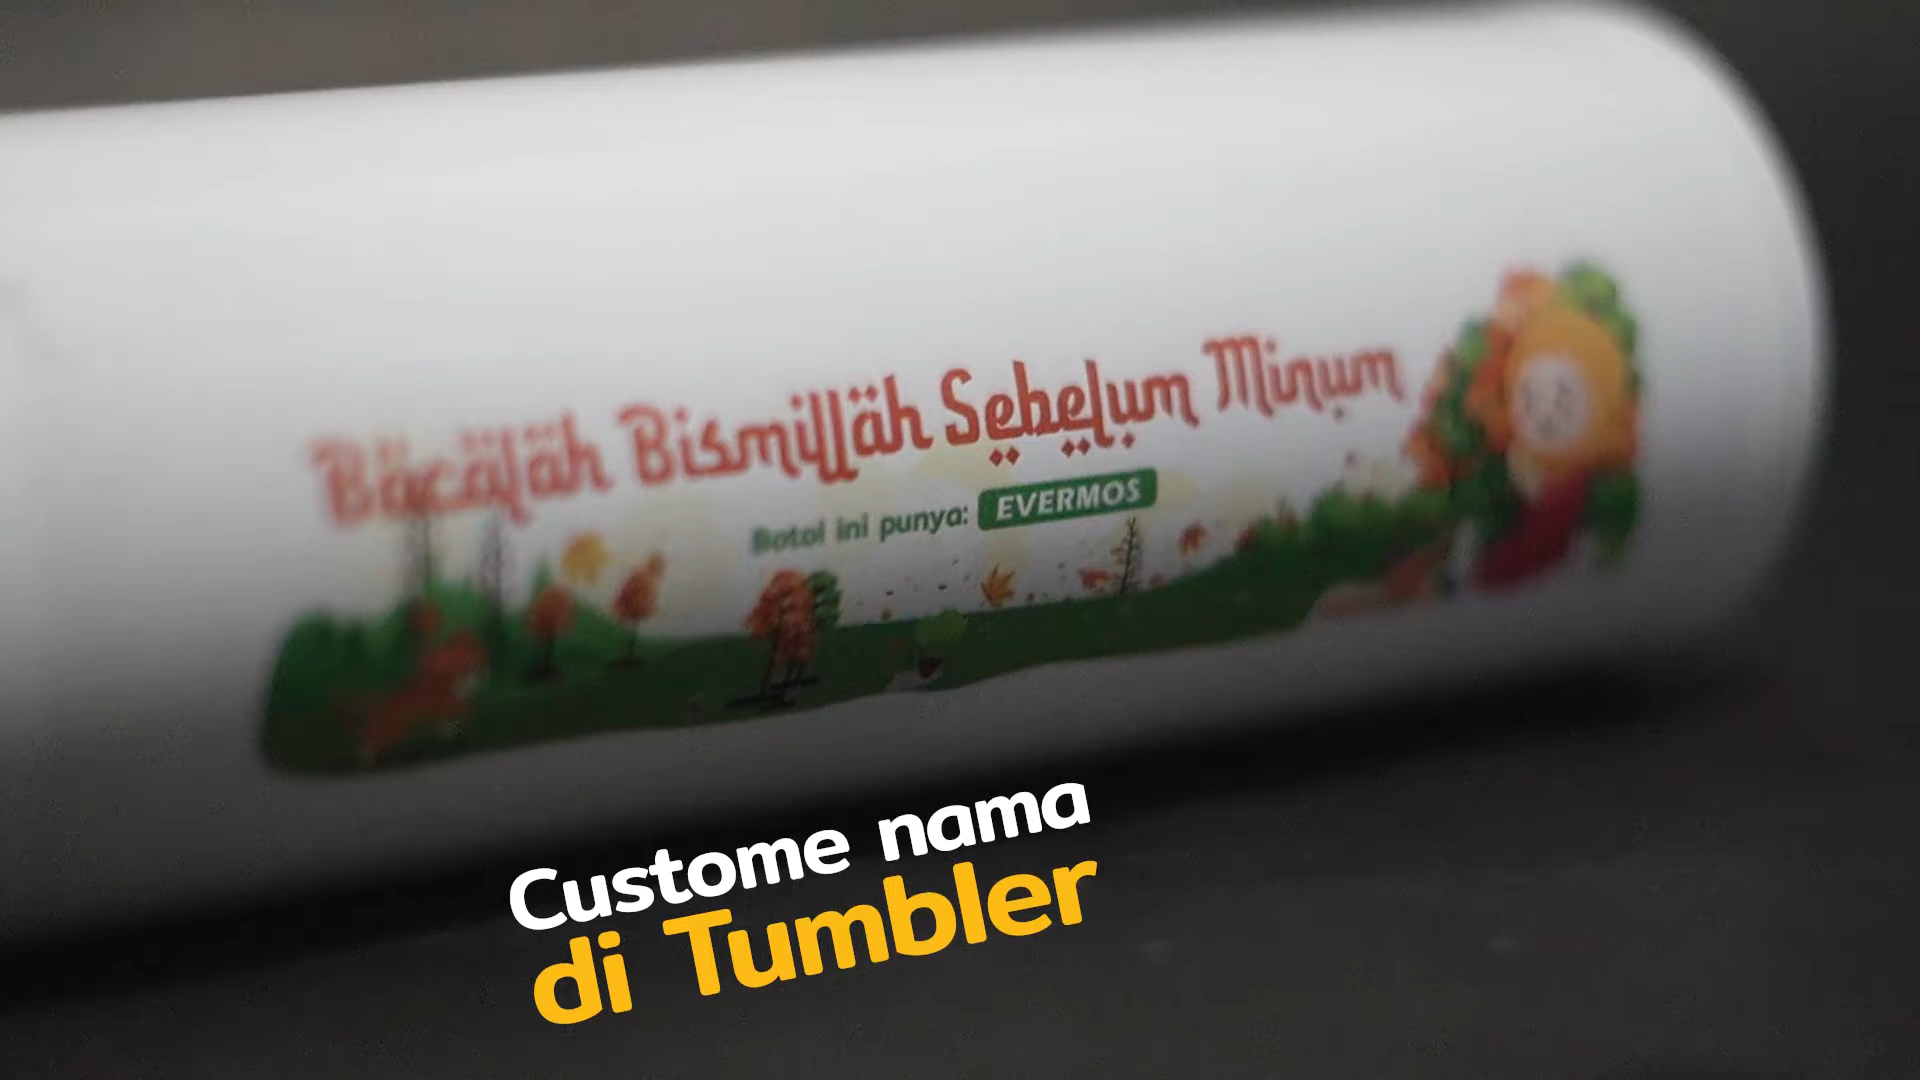 Bacalah Bismillah Sebelum Minum
Botol ini punya: EVERMOS
Custome nama
di Tumbler